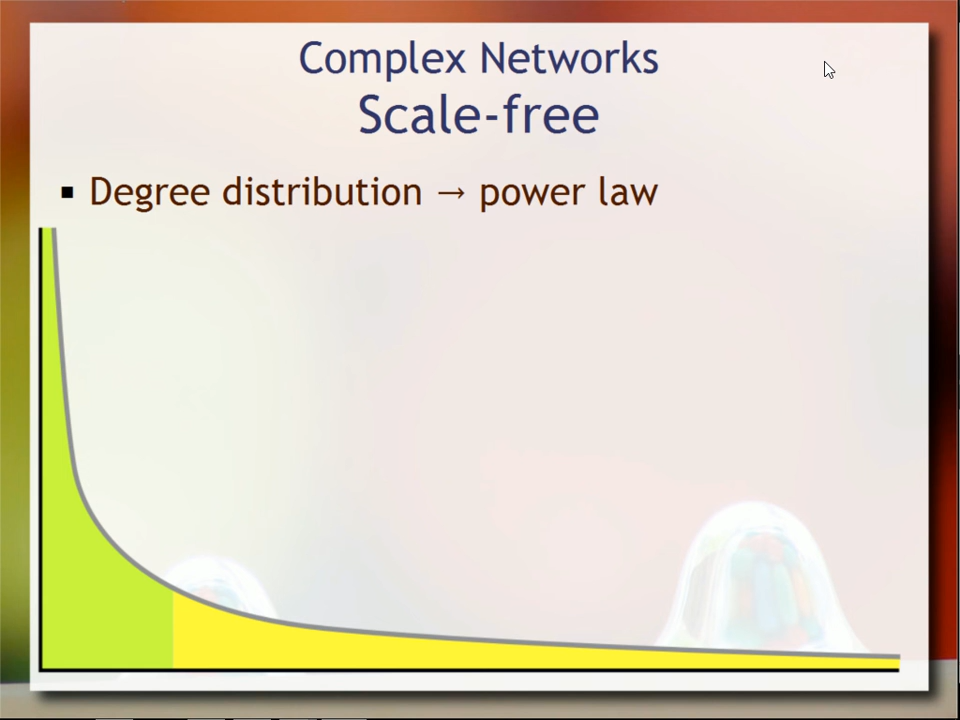 Complex Networks
Scale-free
▪ Degree distribution → power law